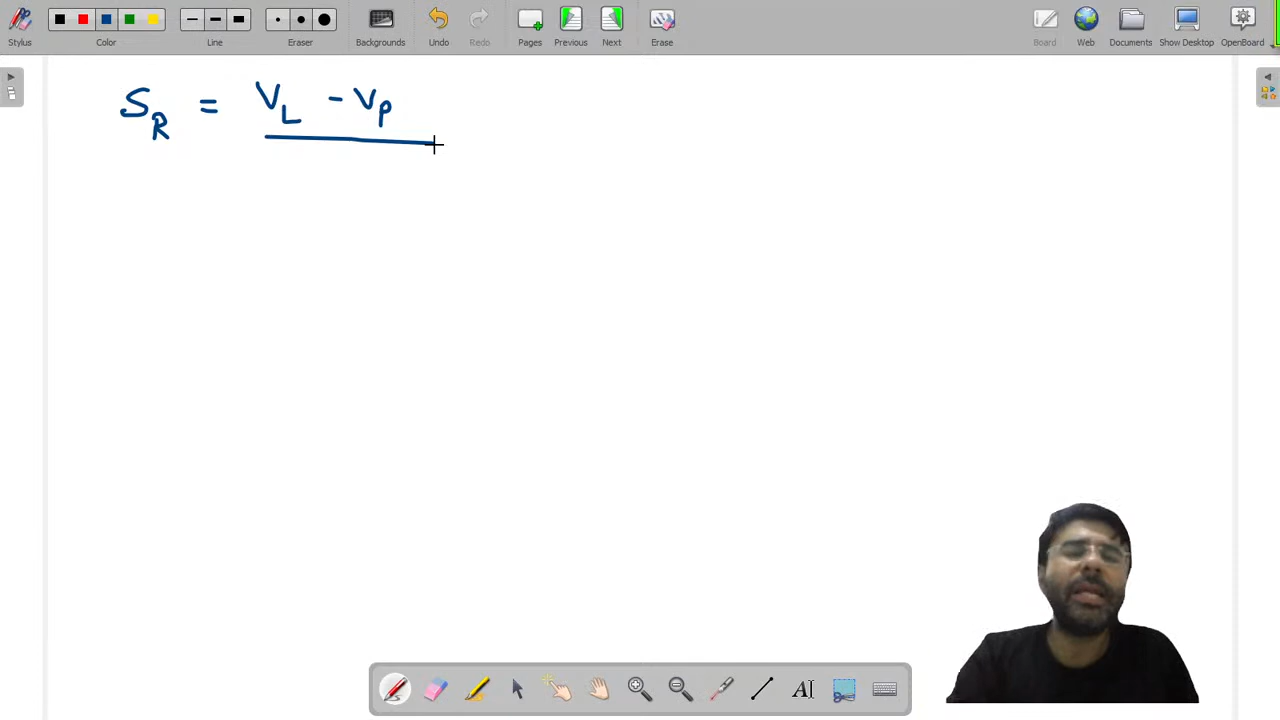 Board Web Documents Show Desktop OpenBoard
Stylus Color Line Eraser Backgrounds Undo Redo Pages Previous Next Erase
S_R = V_L - V_P
AI